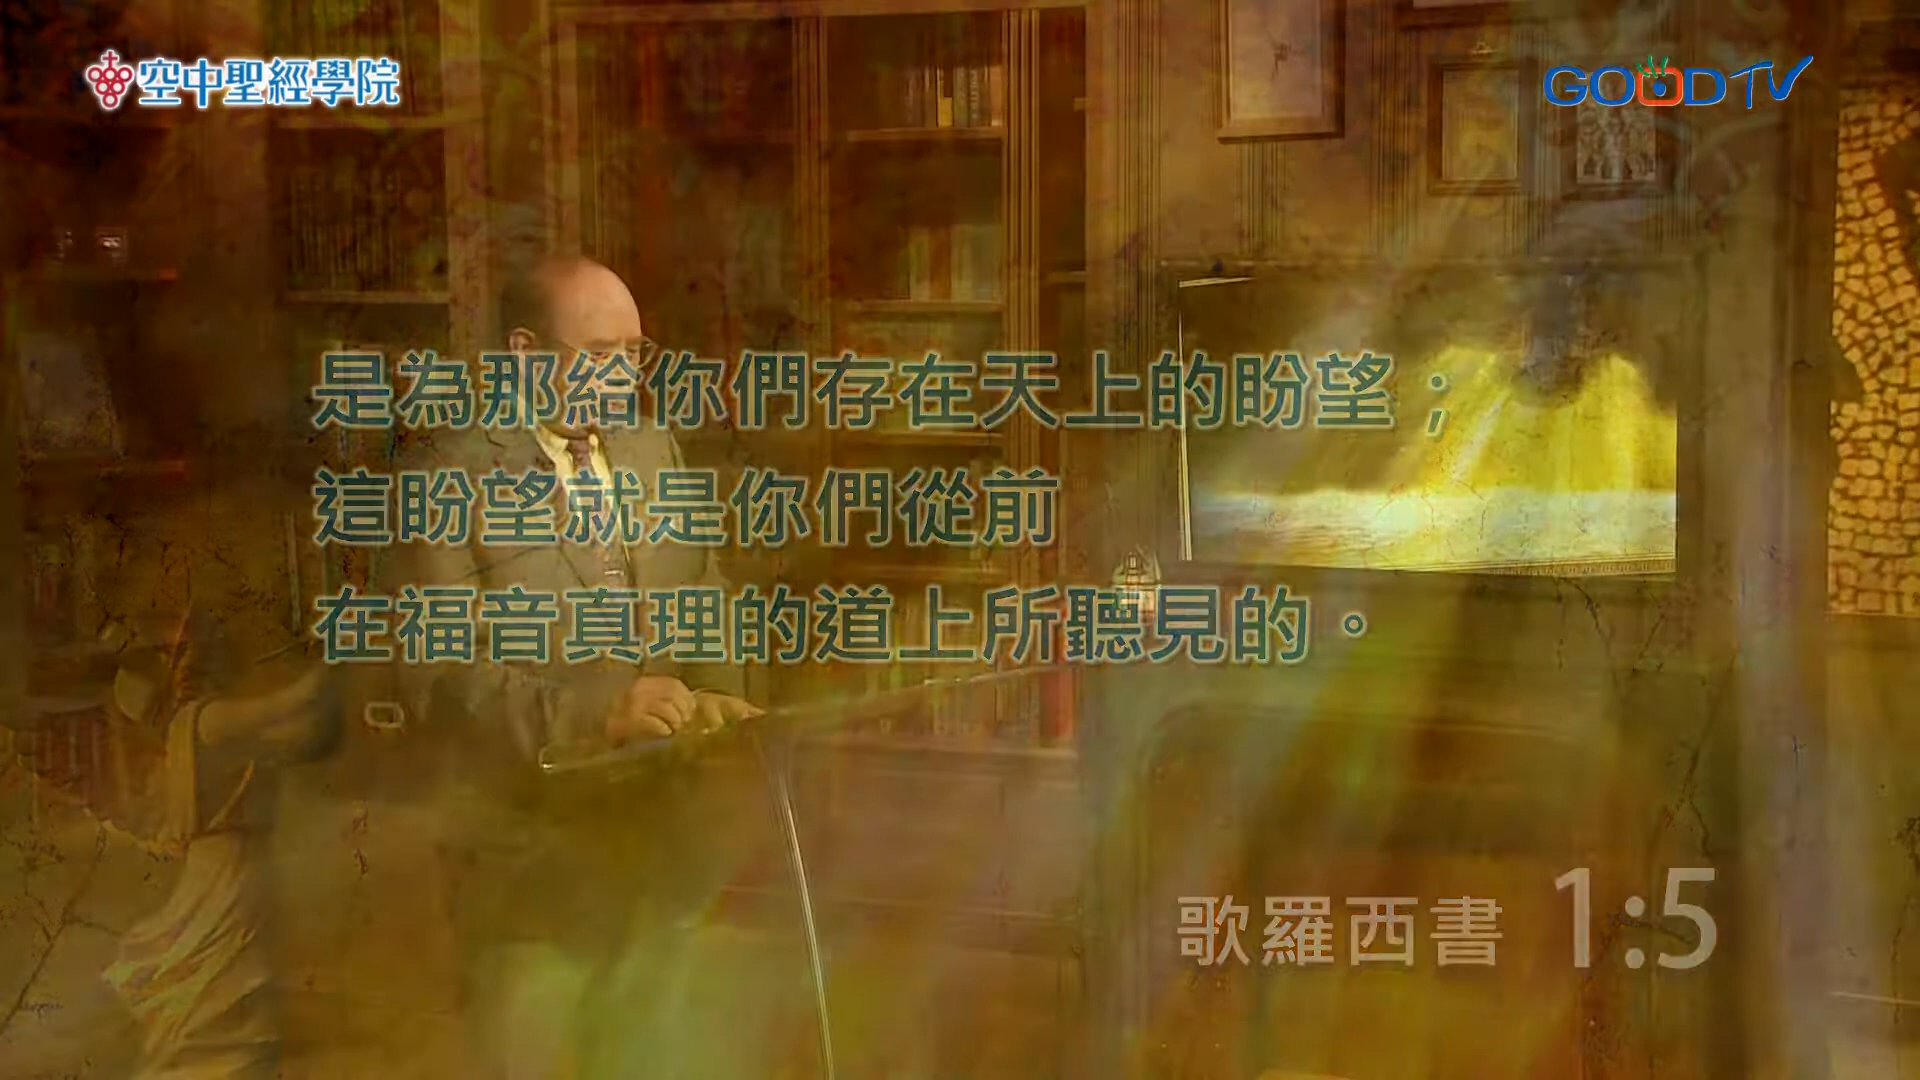 空中聖經學院
GOODTV
是為那給你們存在天上的盼望；
這盼望就是你們從前
在福音真理的道上所聽見的。
歌羅西書 1:5